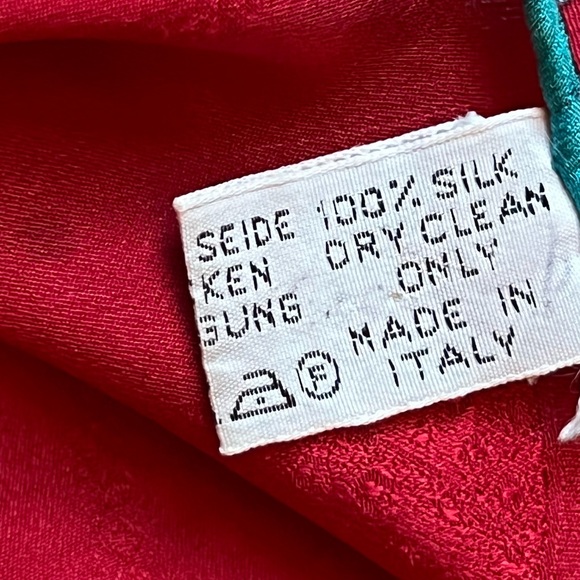 SEIDE 100% SILK
KEN DRY CLEAN
GUNG ONLY
MADE IN
F ITALY